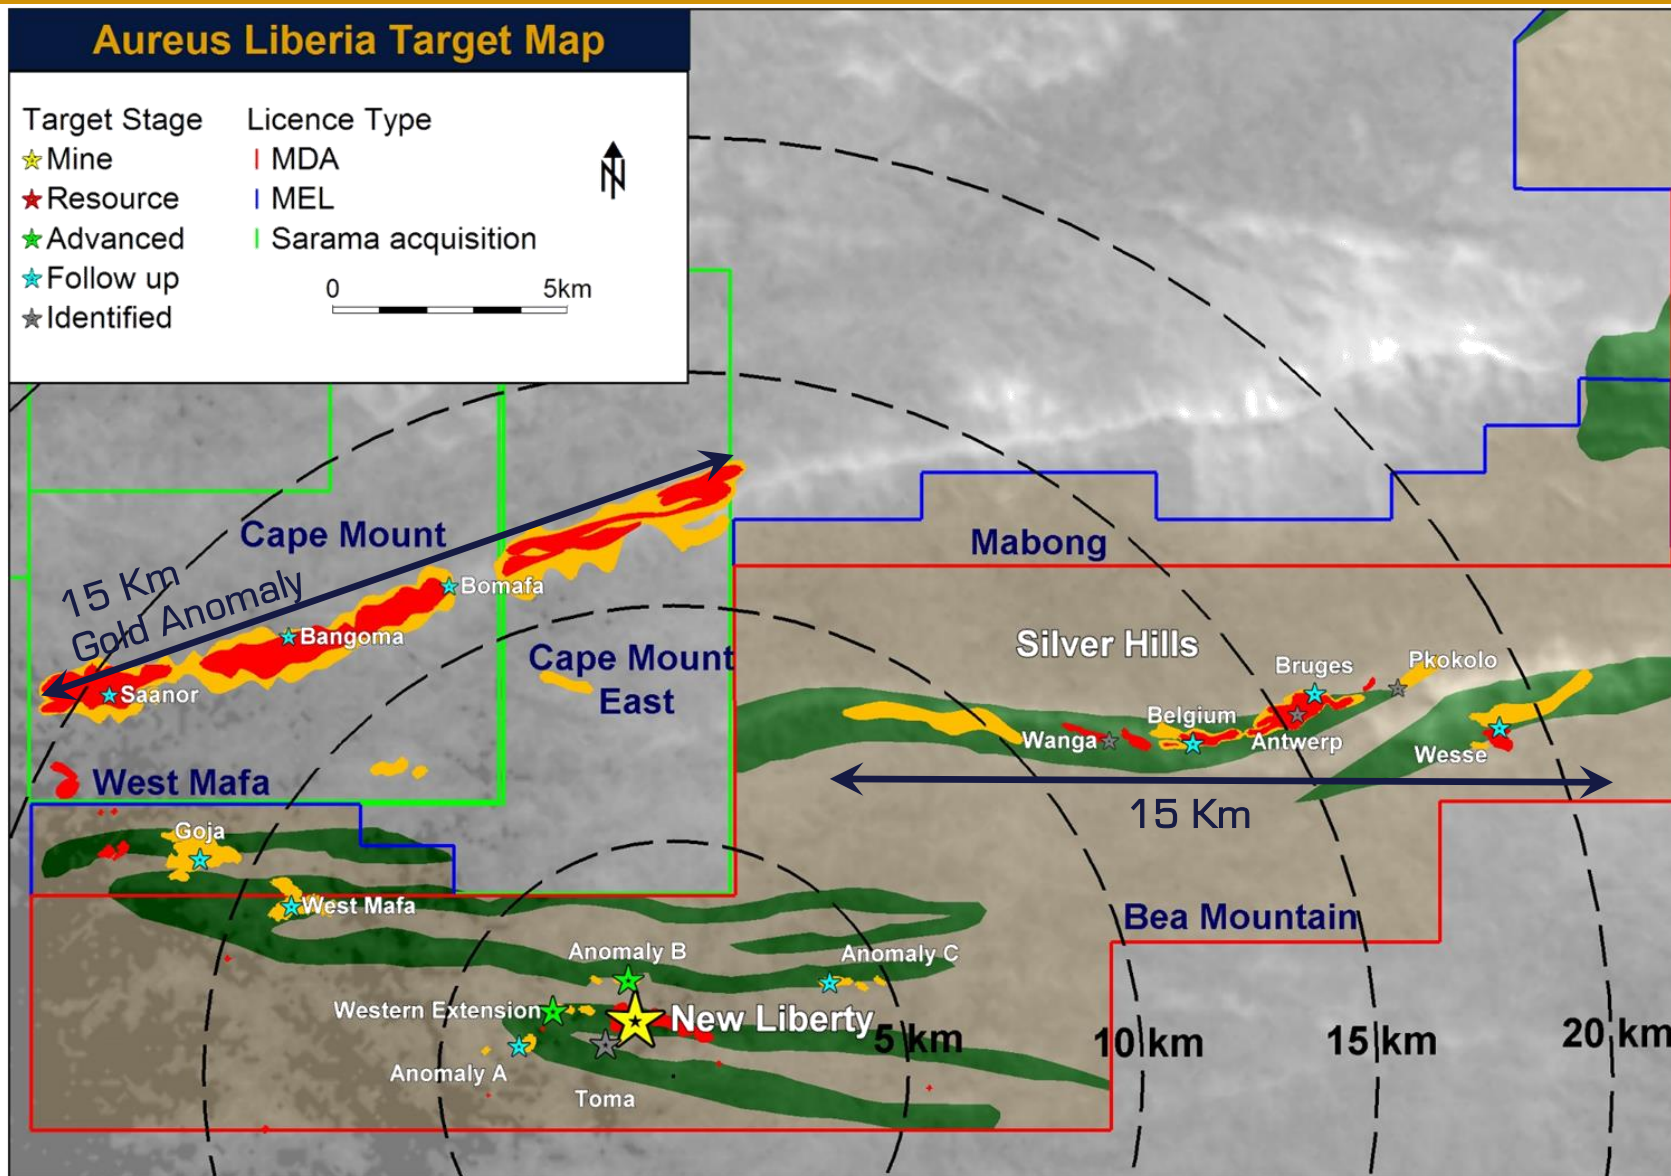 Aureus Liberia Target Map
Target Stage
Licence Type
Mine
MDA
Resource
MEL
Advanced
Sarama acquisition
Follow up
Identified
N
0
5km
Cape Mount
15 Km
Gold Anomaly
Bomafa
Bangoma
Saanor
Cape Mount
East
Mabong
Silver Hills
Bruges
Pkokolo
Belgium
Wanga
Antwerp
Wesse
15 Km
West Mafa
Goja
West Mafa
Bea Mountain
Anomaly B
Anomaly C
Western Extension
New Liberty
Anomaly A
Toma
5 km
10 km
15 km
20 km